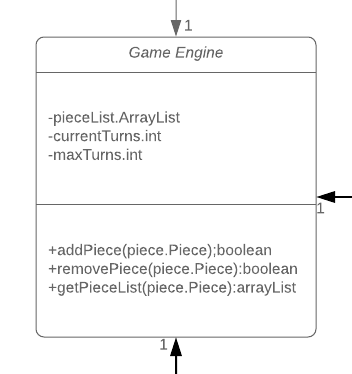 1
Game Engine
-pieceList.ArrayList
-currentTurns.int
-maxTurns.int
1
+addPiece(piece.Piece);boolean
+removePiece(piece.Piece):boolean
+getPieceList(piece.Piece):arrayList
1